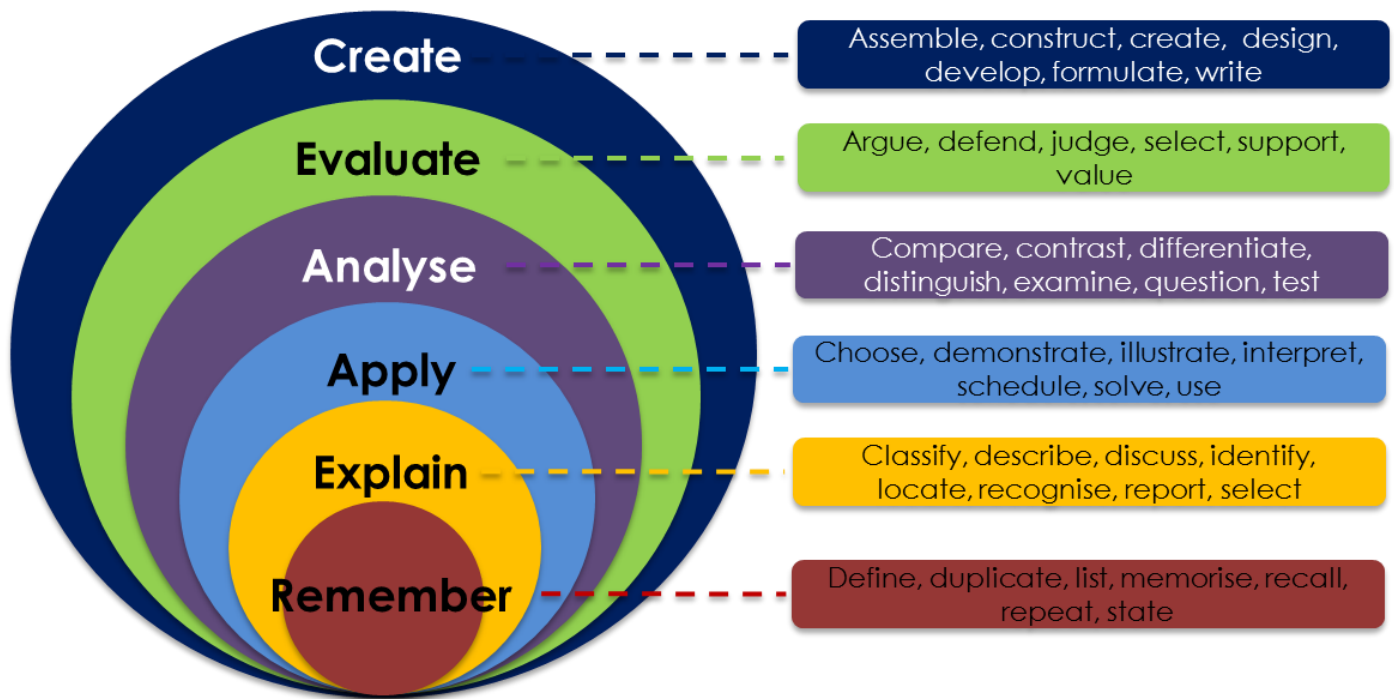 Create
Assemble, construct, create, design,
develop, formulate, write
Evaluate
Argue, defend, judge, select, support,
value
Analyse
Compare, contrast, differentiate,
distinguish, examine, question, test
Apply
Choose, demonstrate, illustrate, interpret,
schedule, solve, use
Explain
Classify, describe, discuss, identify,
locate, recognise, report, select
Remember
Define, duplicate, list, memorise, recall,
repeat, state